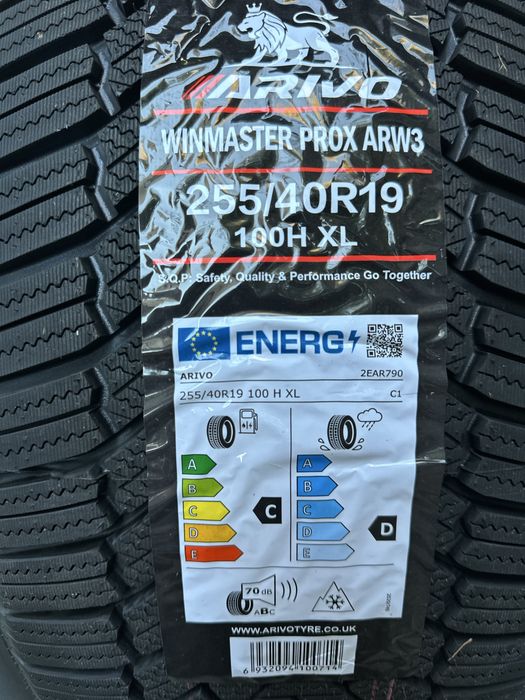 ARIVO
WINMASTER PROX ARW3
255/40R19
100H XL
S.Q.P: Safety, Quality & Performance Go Together
ENERG
ARIVO 2EAR790
255/40R19 100 H XL C1
A A
B B
C C C
D D D
E E
70 dB
ABC
WWW.ARIVOTYRE.CO.UK
6 932094 100714